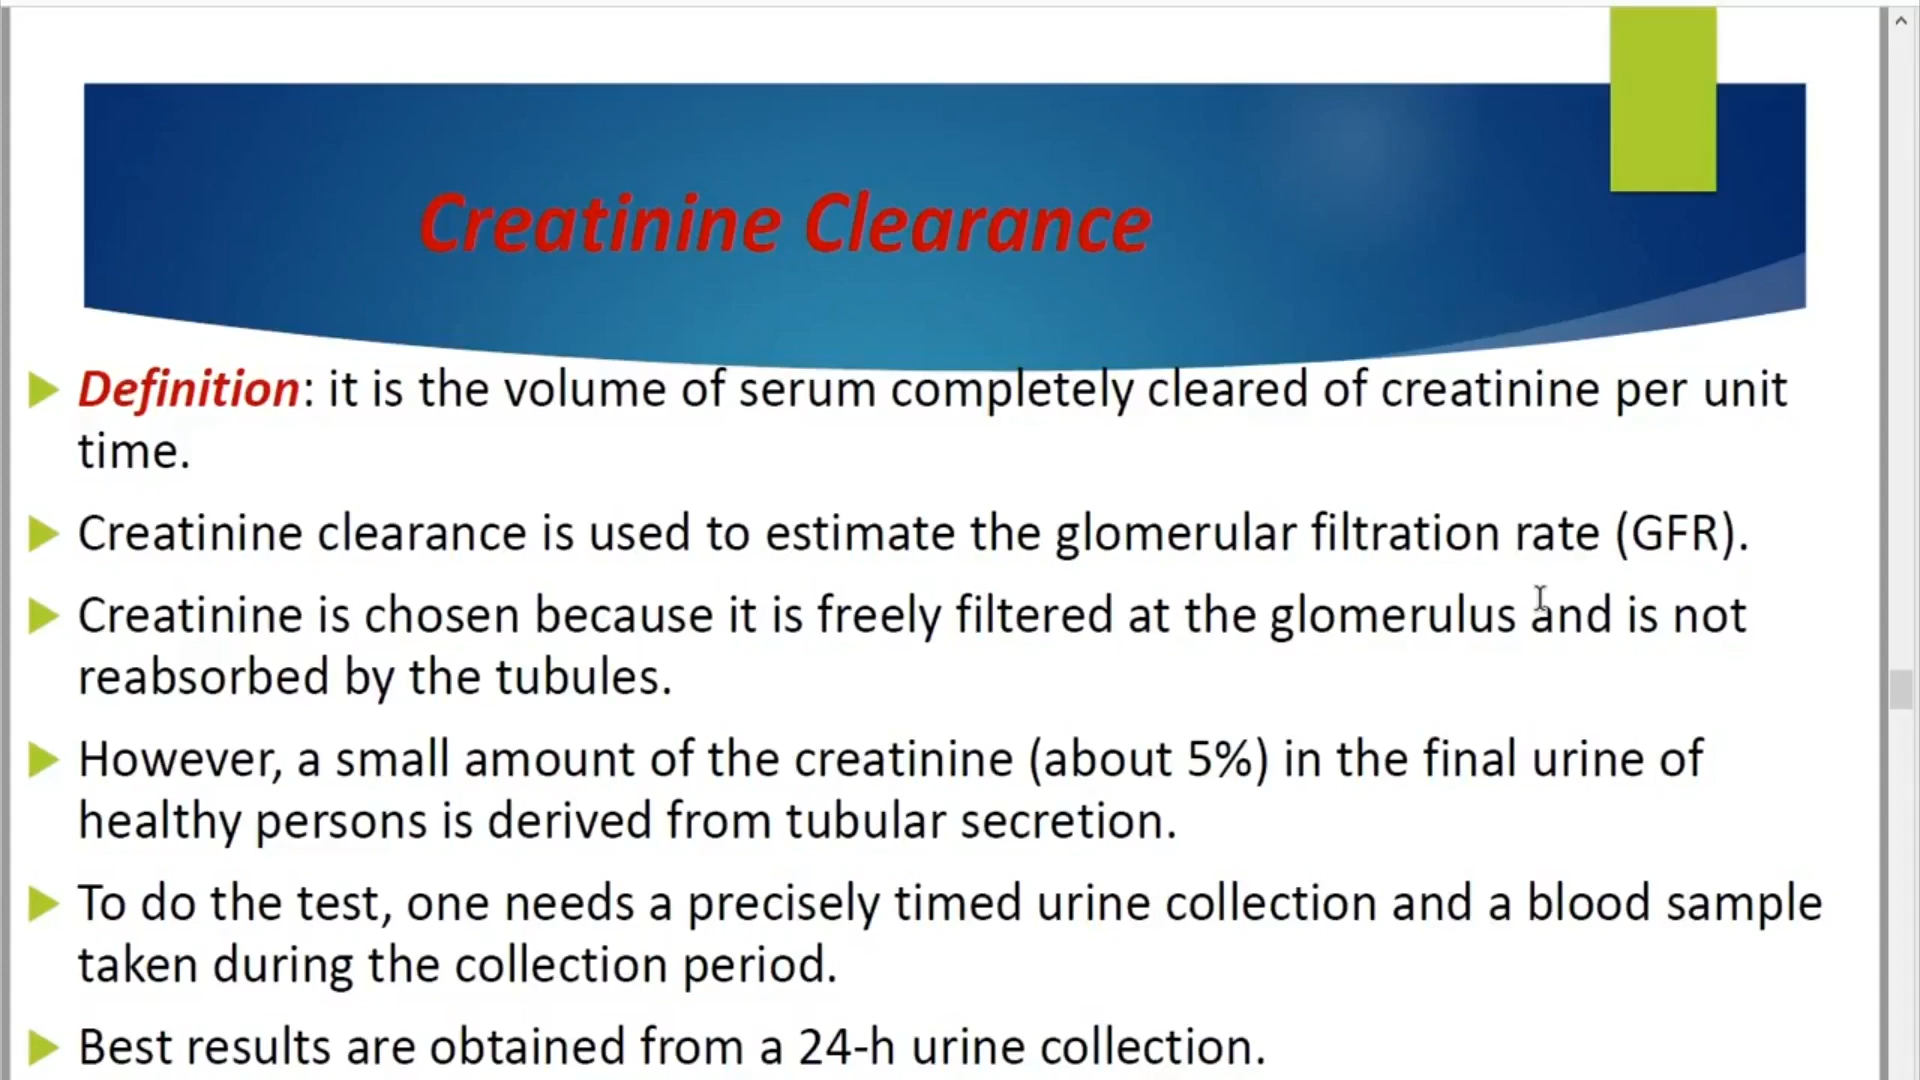 Creatinine Clearance
Definition: it is the volume of serum completely cleared of creatinine per unit
time.
Creatinine clearance is used to estimate the glomerular filtration rate (GFR).
Creatinine is chosen because it is freely filtered at the glomerulus and is not
reabsorbed by the tubules.
However, a small amount of the creatinine (about 5%) in the final urine of
healthy persons is derived from tubular secretion.
To do the test, one needs a precisely timed urine collection and a blood sample
taken during the collection period.
Best results are obtained from a 24-h urine collection.